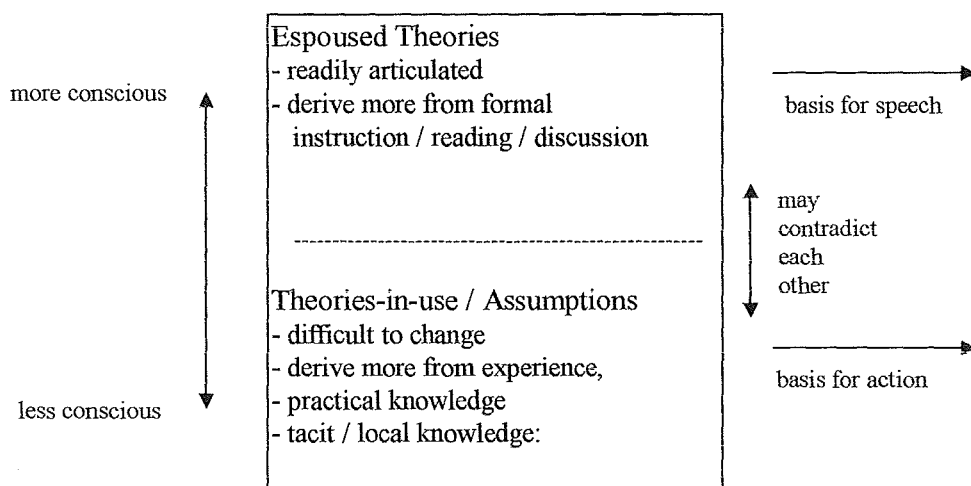 Espoused Theories
- readily articulated
- derive more from formal
instruction / reading / discussion
more conscious
basis for speech
may
contradict
each
other
Theories-in-use / Assumptions
- difficult to change
- derive more from experience,
- practical knowledge
- tacit / local knowledge:
less conscious
basis for action